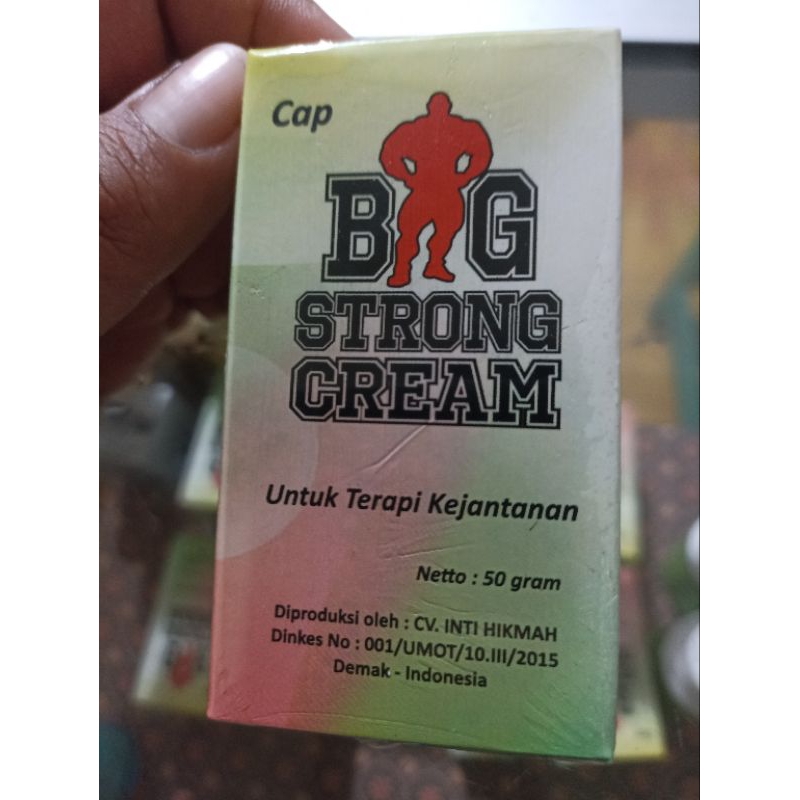 Cap
BIG
STRONG
CREAM
Untuk Terapi Kejantanan
Netto : 50 gram
Diproduksi oleh : CV. INTI HIKMAH
Dinkes No : 001/UMOT/10.III/2015
Demak - Indonesia